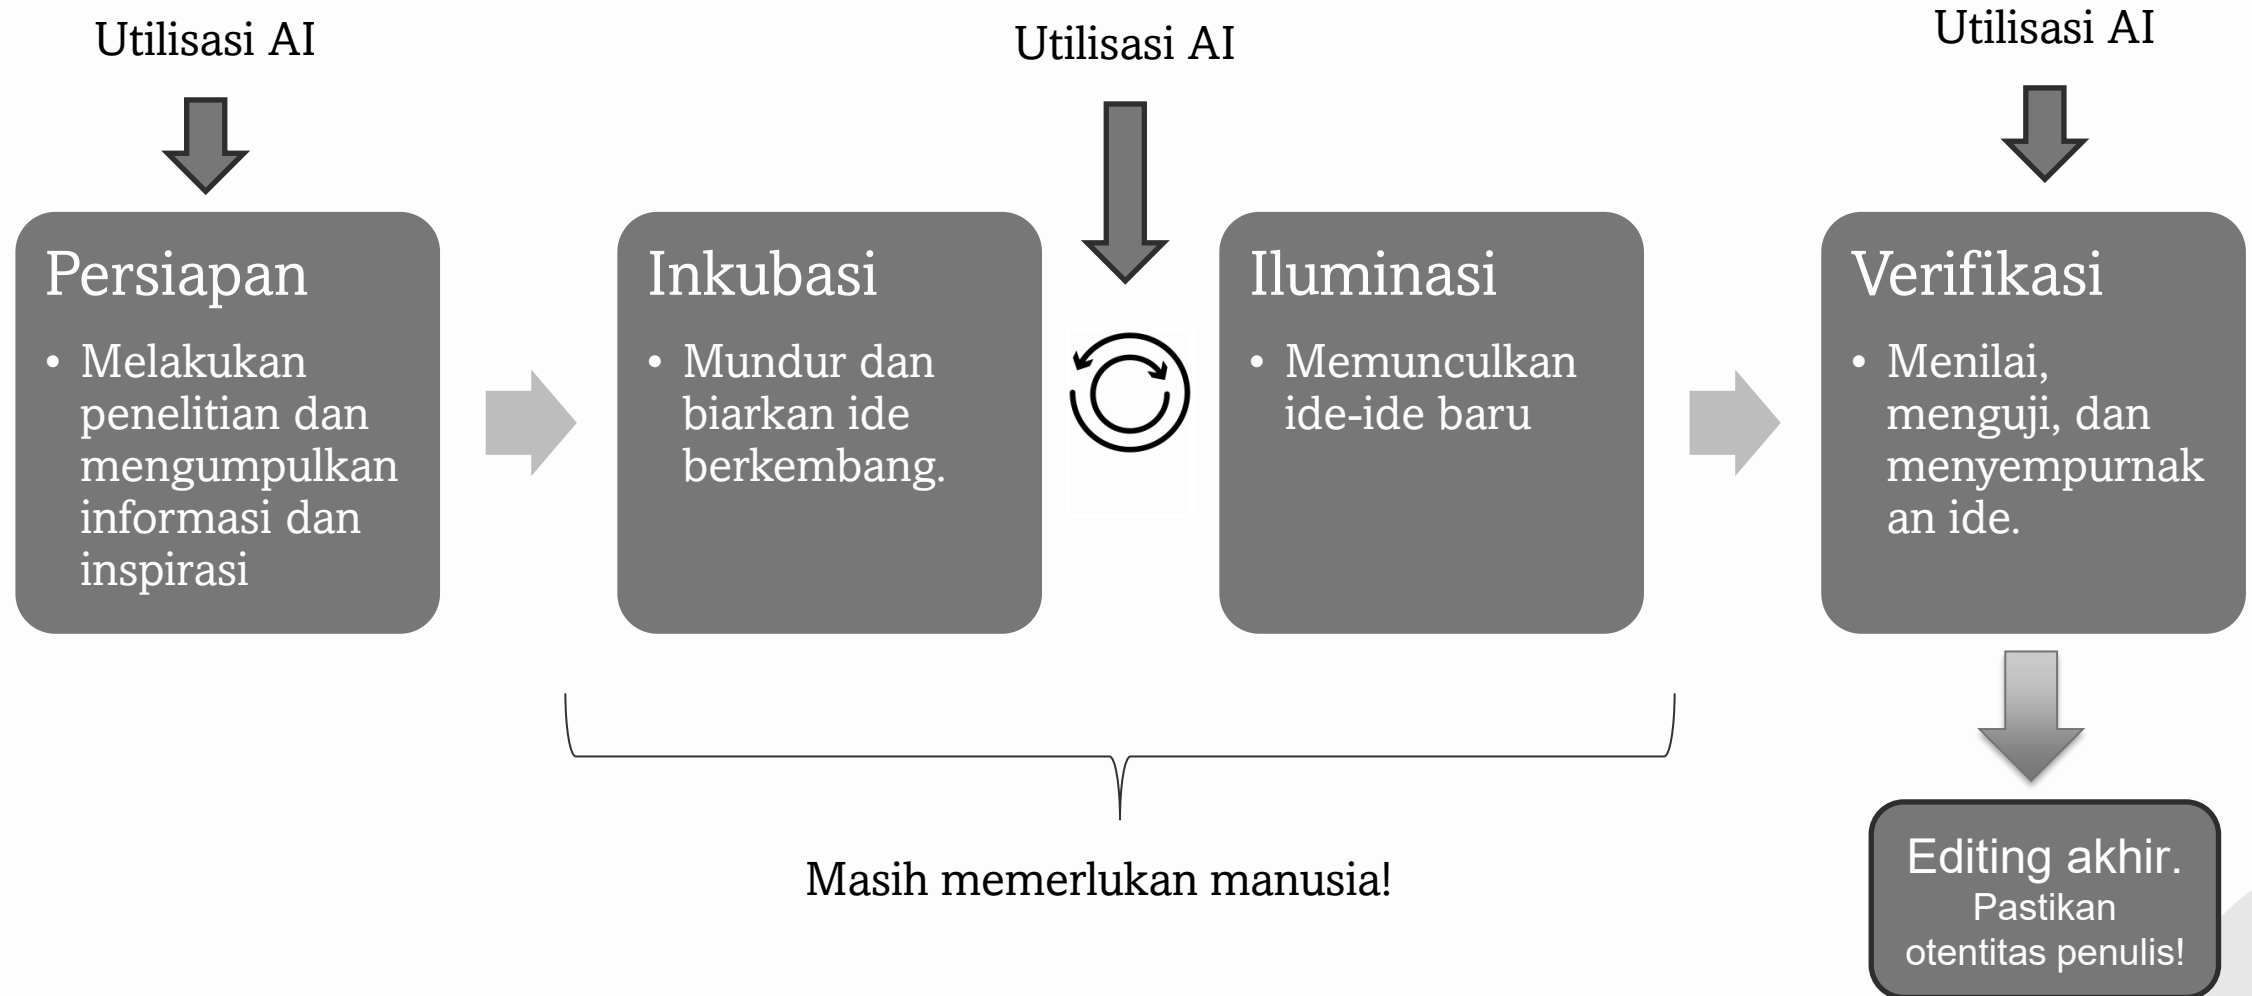 Utilisasi AI
Utilisasi AI
Utilisasi AI
Persiapan
• Melakukan
penelitian dan
mengumpulkan
informasi dan
inspirasi
Inkubasi
• Mundur dan
biarkan ide
berkembang.
Iluminasi
• Memunculkan
ide-ide baru
Verifikasi
• Menilai,
menguji, dan
menyempurnak
an ide.
Masih memerlukan manusia!
Editing akhir.
Pastikan
otentitas penulis!